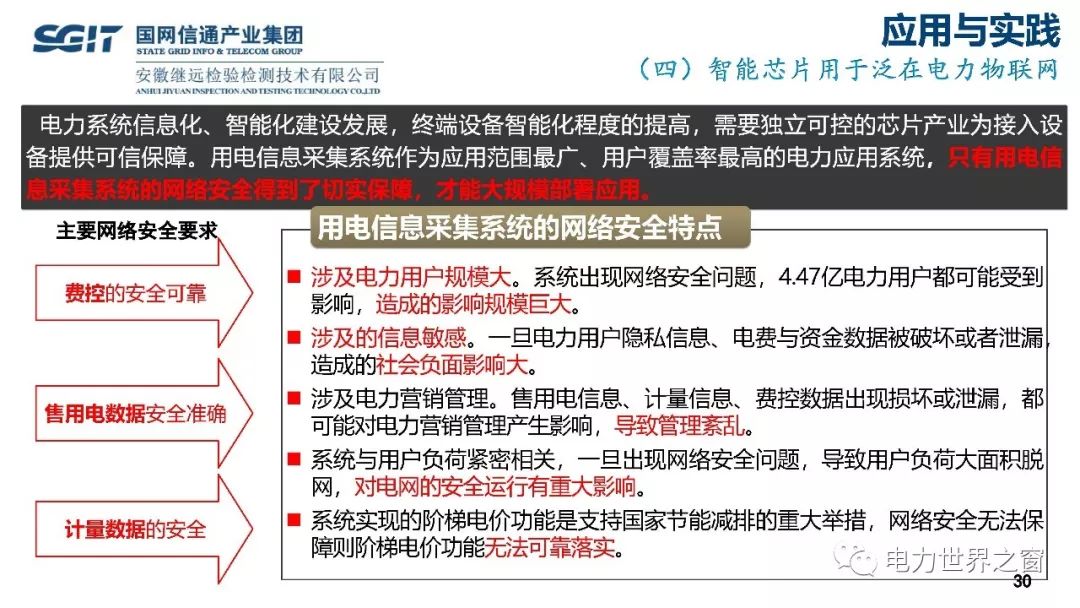 SGIT 国网信通产业集团
STATE GRID INFO & TELECOM GROUP
安徽继远检验检测技术有限公司
ANHUI JIYUAN INSPECTION AND TESTING TECHNOLOGY CO.,LTD
应用与实践
（四）智能芯片用于泛在电力物联网
电力系统信息化、智能化建设发展，终端设备智能化程度的提高，需要独立可控的芯片产业为接入设
备提供可信保障。用电信息采集系统作为应用范围最广、用户覆盖率最高的电力应用系统，只有用电信
息采集系统的网络安全得到了切实保障，才能大规模部署应用。
主要网络安全要求
费控的安全可靠
售用电数据安全准确
计量数据的安全
用电信息采集系统的网络安全特点
■ 涉及电力用户规模大。系统出现网络安全问题，4.47亿电力用户都可能受到
影响，造成的影响规模巨大。
■ 涉及的信息敏感。一旦电力用户隐私信息、电费与资金数据被破坏或者泄漏，
造成的社会负面影响大。
■ 涉及电力营销管理。售用电信息、计量信息、费控数据出现损坏或泄漏，都
可能对电力营销管理产生影响，导致管理紊乱。
■ 系统与用户负荷紧密相关，一旦出现网络安全问题，导致用户负荷大面积脱
网，对电网的安全运行有重大影响。
■ 系统实现的阶梯电价功能是支持国家节能减排的重大举措，网络安全无法保
障则阶梯电价功能无法可靠落实。
电力世界之窗
30